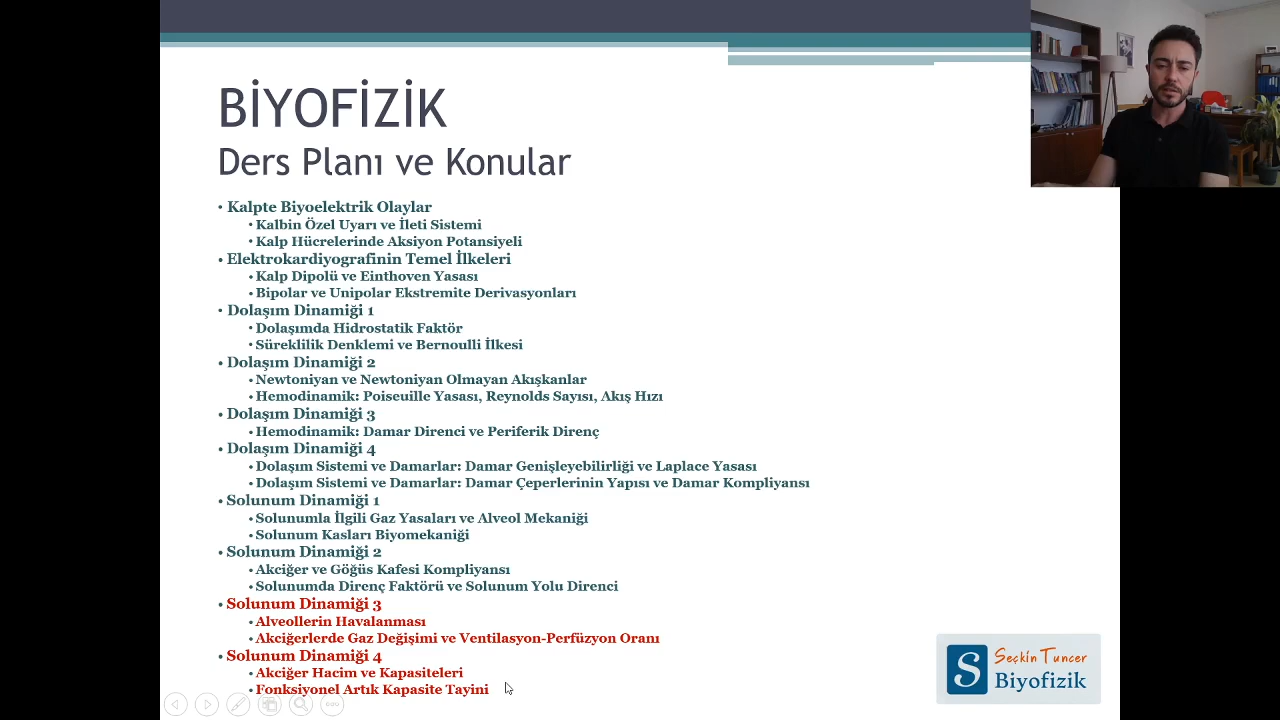 BİYOFİZİK
Ders Planı ve Konular
• Kalpte Biyoelektrik Olaylar
• Kalbin Özel Uyarı ve İleti Sistemi
• Kalp Hücrelerinde Aksiyon Potansiyeli
• Elektrokardiyografinin Temel İlkeleri
• Kalp Dipolü ve Einthoven Yasası
• Bipolar ve Unipolar Ekstremite Derivasyonları
• Dolaşım Dinamiği 1
• Dolaşımda Hidrostatik Faktör
• Süreklilik Denklemi ve Bernoulli İlkesi
• Dolaşım Dinamiği 2
• Newtoniyan ve Newtoniyan Olmayan Akışkanlar
• Hemodinamik: Poiseuille Yasası, Reynolds Sayısı, Akış Hızı
• Dolaşım Dinamiği 3
• Hemodinamik: Damar Direnci ve Periferik Direnç
• Dolaşım Dinamiği 4
• Dolaşım Sistemi ve Damarlar: Damar Genişleyebilirliği ve Laplace Yasası
• Dolaşım Sistemi ve Damarlar: Damar Çeperlerinin Yapısı ve Damar Kompliyansı
• Solunum Dinamiği 1
• Solunumla İlgili Gaz Yasaları ve Alveol Mekaniği
• Solunum Kasları Biyomekaniği
• Solunum Dinamiği 2
• Akciğer ve Göğüs Kafesi Kompliyansı
• Solunumda Direnç Faktörü ve Solunum Yolu Direnci
• Solunum Dinamiği 3
• Alveollerin Havalanması
• Akciğerlerde Gaz Değişimi ve Ventilasyon-Perfüzyon Oranı
• Solunum Dinamiği 4
• Akciğer Hacim ve Kapasiteleri
• Fonksiyonel Artık Kapasite Tayini
S
Seçkin Tuncer
Biyofizik